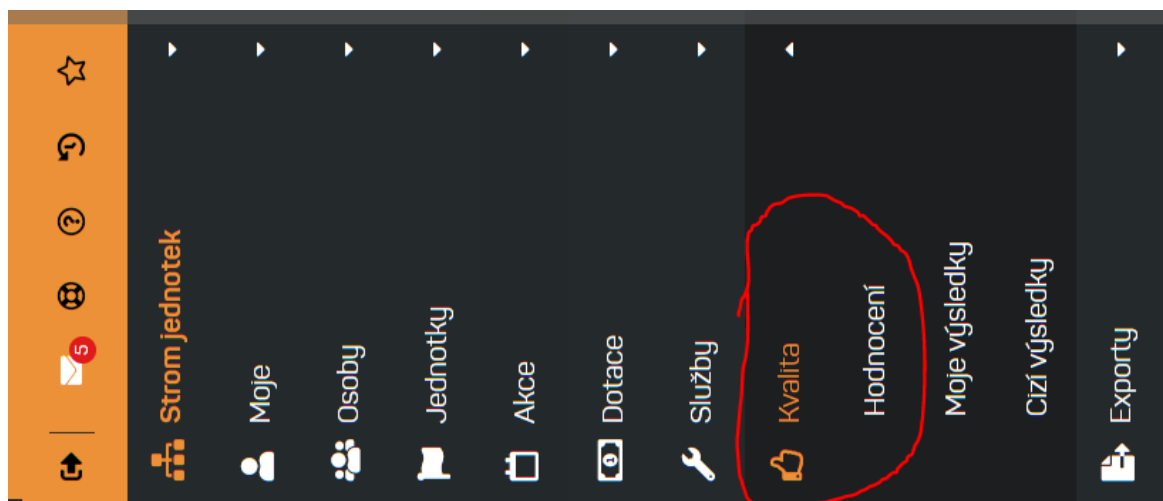 5
Strom jednotek
Moje
Osoby
Jednotky
Akce
Dotace
Služby
Kvalita
Hodnocení
Moje výsledky
Cizí výsledky
Exporty